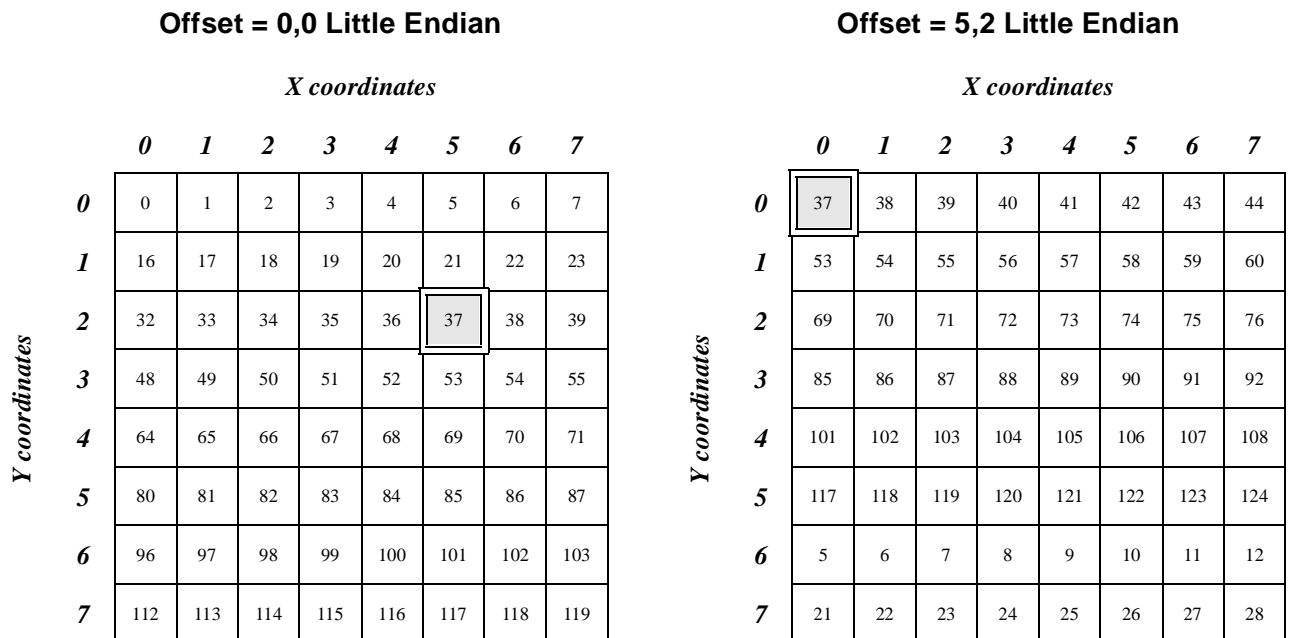 Offset = 0,0 Little Endian
X coordinates
0 1 2 3 4 5 6 7
Y coordinates
0 0 1 2 3 4 5 6 7
1 16 17 18 19 20 21 22 23
2 32 33 34 35 36 37 38 39
3 48 49 50 51 52 53 54 55
4 64 65 66 67 68 69 70 71
5 80 81 82 83 84 85 86 87
6 96 97 98 99 100 101 102 103
7 112 113 114 115 116 117 118 119
Offset = 5,2 Little Endian
X coordinates
0 1 2 3 4 5 6 7
Y coordinates
0 37 38 39 40 41 42 43 44
1 53 54 55 56 57 58 59 60
2 69 70 71 72 73 74 75 76
3 85 86 87 88 89 90 91 92
4 101 102 103 104 105 106 107 108
5 117 118 119 120 121 122 123 124
6 5 6 7 8 9 10 11 12
7 21 22 23 24 25 26 27 28